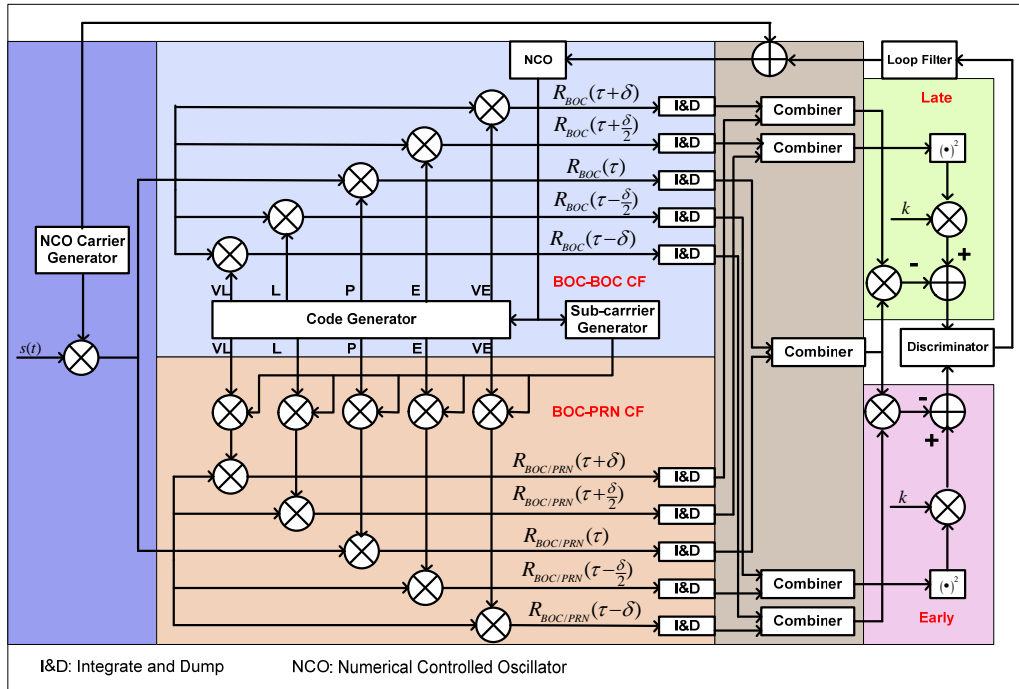 NCO
Loop Filter
R_BOC(τ+δ)
I&D
Combiner
Late
R_BOC(τ+δ/2)
I&D
Combiner
(•)²
R_BOC(τ)
I&D
R_BOC(τ-δ/2)
I&D
k
NCO Carrier
Generator
R_BOC(τ-δ)
I&D
+
-
BOC-BOC CF
VL L P E VE
Code Generator
Sub-carrrier
Generator
s(t)
VL L P E VE
Combiner
Discriminator
BOC-PRN CF
-
+
R_BOC/PRN(τ+δ)
I&D
R_BOC/PRN(τ+δ/2)
I&D
k
R_BOC/PRN(τ)
I&D
R_BOC/PRN(τ-δ/2)
I&D
Combiner
(•)²
R_BOC/PRN(τ-δ)
I&D
Combiner
Early
I&D: Integrate and Dump
NCO: Numerical Controlled Oscillator